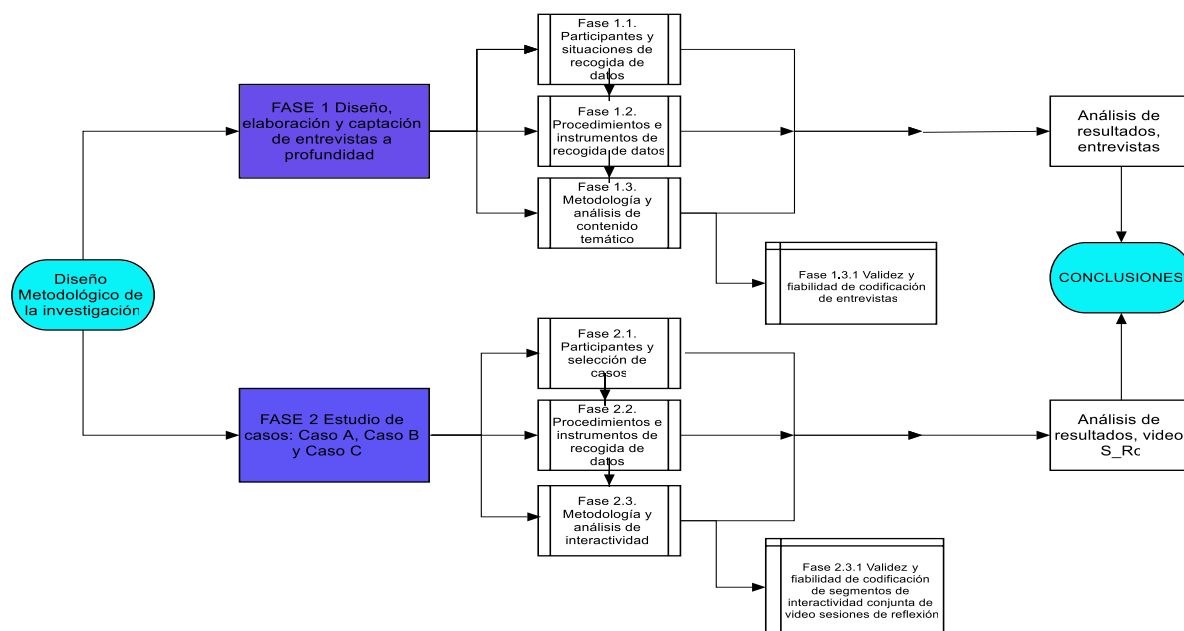 Fase 1.1.
Participantes y
situaciones de
recogida de
datos
FASE 1 Diseño,
elaboración y captación
de entrevistas a
profundidad
Fase 1.2.
Procedimientos e
instrumentos de
recogida de datos
Análisis de
resultados,
entrevistas
Fase 1.3.
Metodología y
análisis de
contenido
temático
Diseño
Metodológico de
la investigación
Fase 1.3.1 Validez y
fiabilidad de codificación
de entrevistas
CONCLUSIONES
Fase 2.1.
Participantes y
selección de
casos
FASE 2 Estudio de
casos: Caso A, Caso B
y Caso C
Fase 2.2.
Procedimientos e
instrumentos de
recogida de
datos
Análisis de
resultados, video
S_Rc
Fase 2.3.
Metodología y
análisis de
interactividad
Fase 2.3.1 Validez y
fiabilidad de codificación
de segmentos de
interactividad conjunta de
video sesiones de reflexión